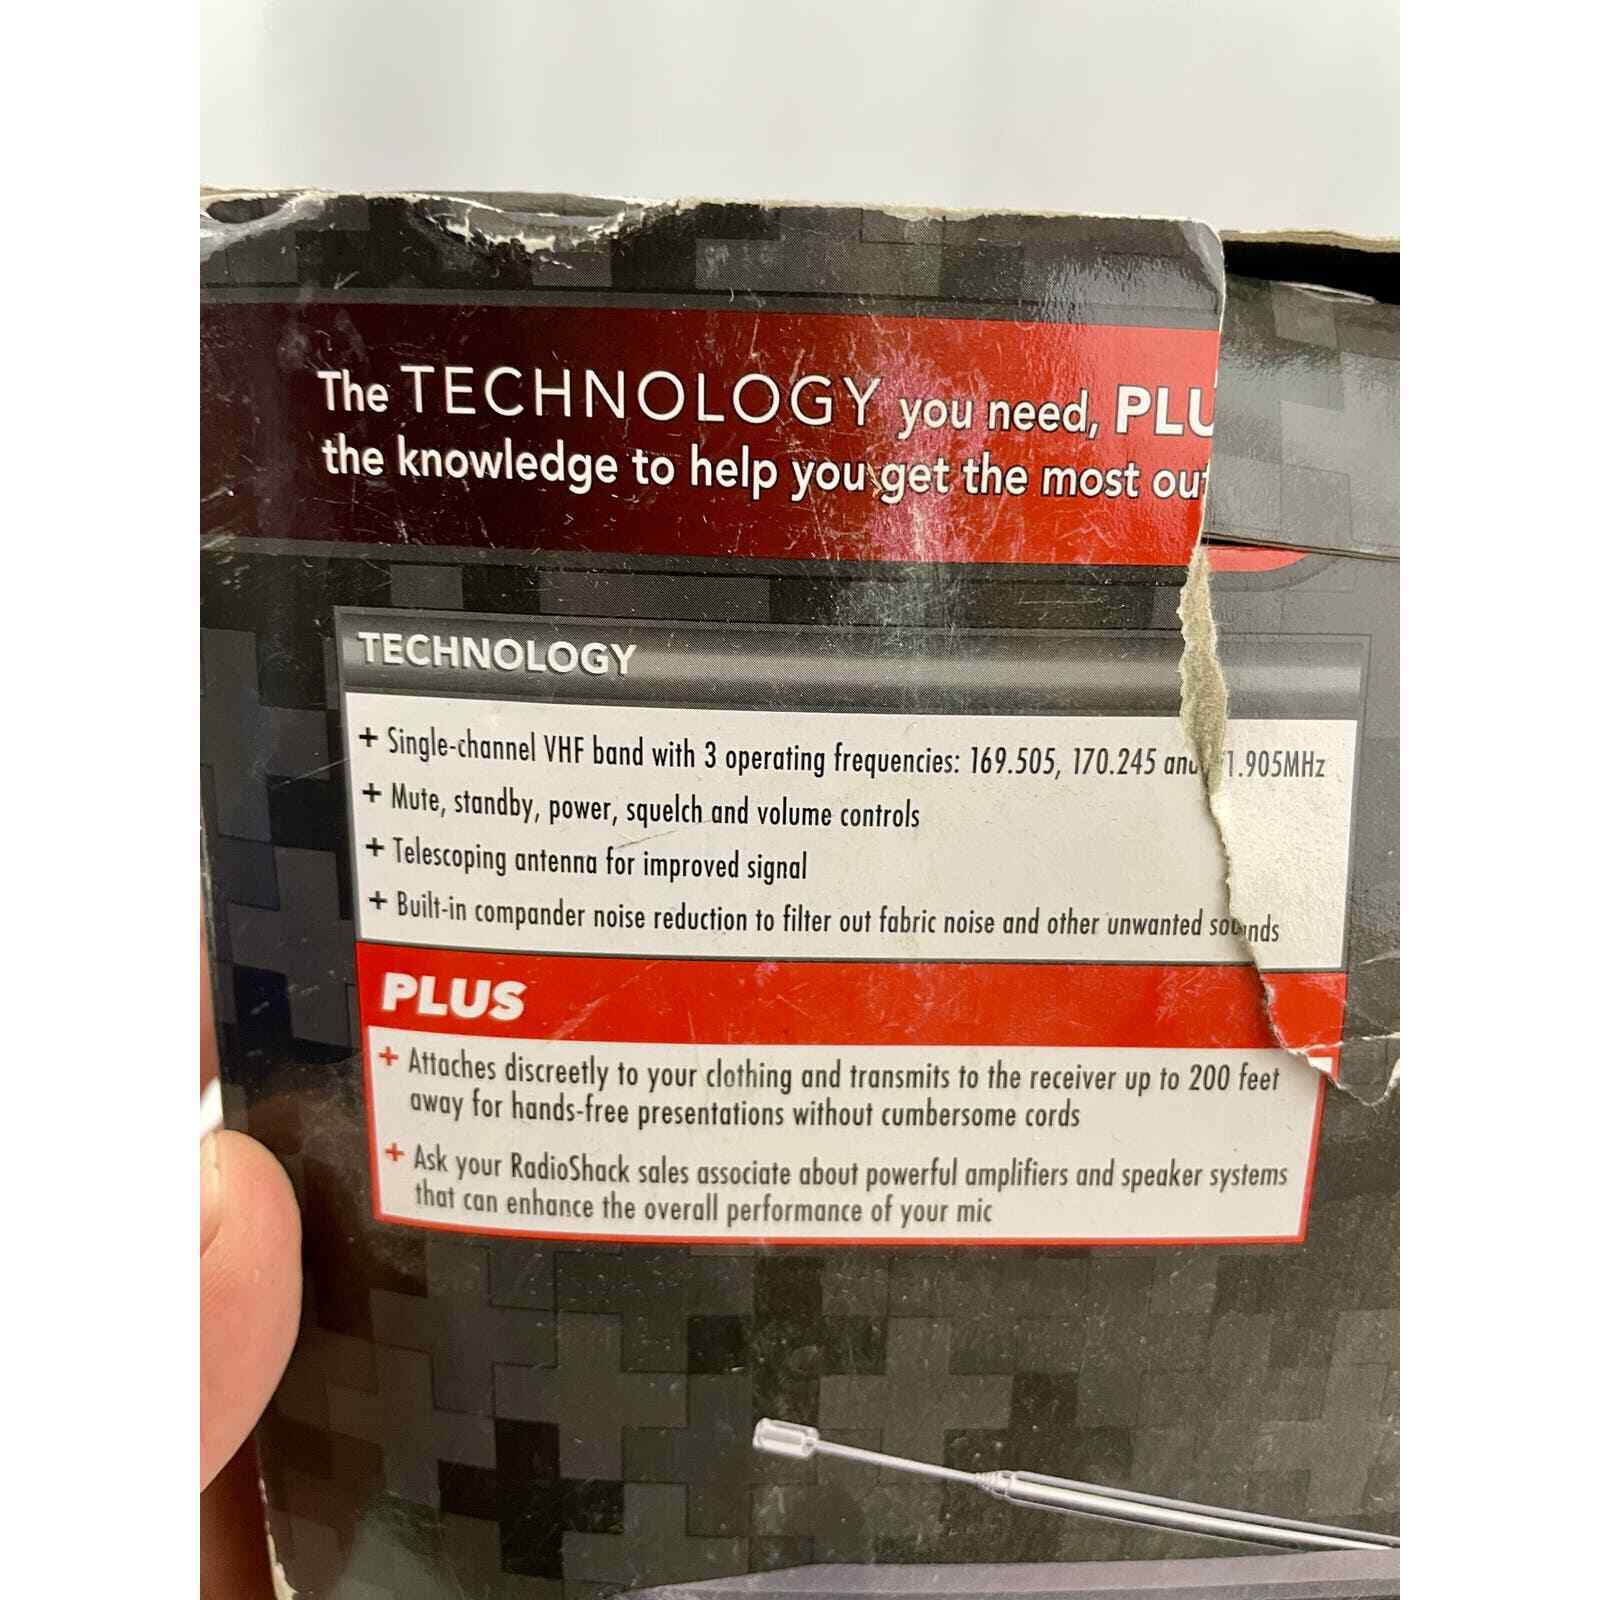 The TECHNOLOGY you need, PLU
the knowledge to help you get the most ou
TECHNOLOGY
+ Single-channel VHF band with 3 operating frequencies: 169.505, 170.245 and 1.905MHz
+ Mute, standby, power, squelch and volume controls
+ Telescoping antenna for improved signal
+ Built-in compander noise reduction to filter out fabric noise and other unwanted sounds
PLUS
+ Attaches discreetly to your clothing and transmits to the receiver up to 200 feet
away for hands-free presentations without cumbersome cords
+ Ask your RadioShack sales associate about powerful amplifiers and speaker systems
that can enhance the overall performance of your mic